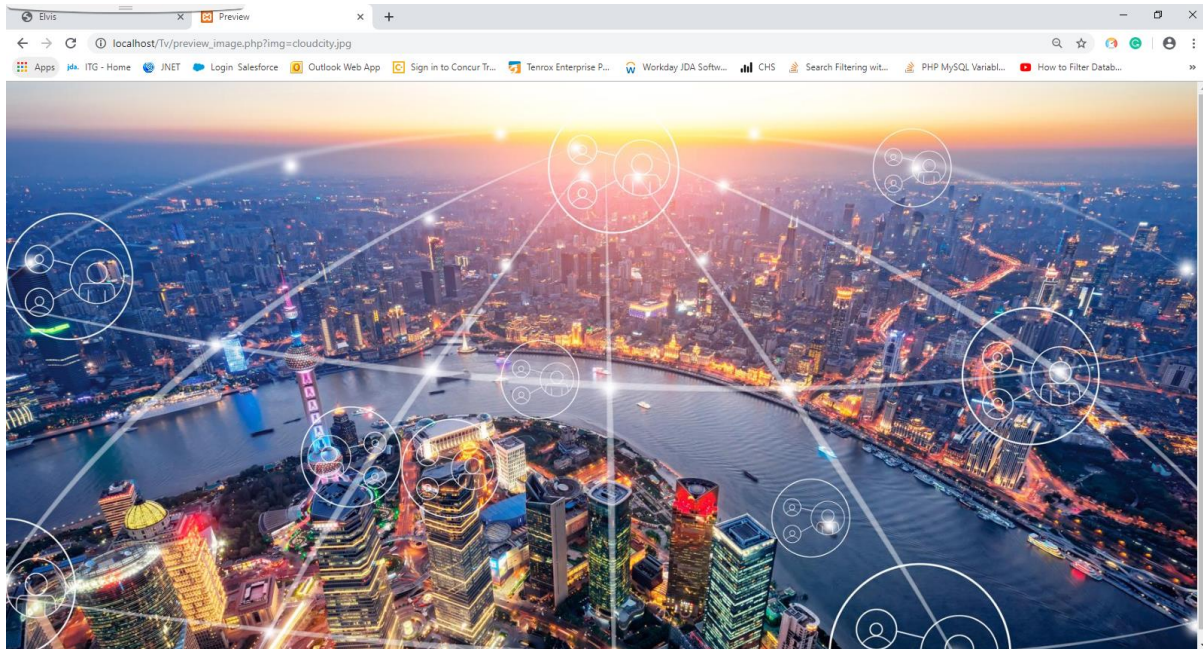 Elvis
Preview
localhost/Tv/preview_image.php?img=cloudcity.jpg
Apps jda. ITG - Home JNET Login Salesforce Outlook Web App Sign in to Concur Tr... Tenrox Enterprise P... Workday JDA Softw... CHS Search Filtering wit... PHP MySQL Variabl... How to Filter Datab... »